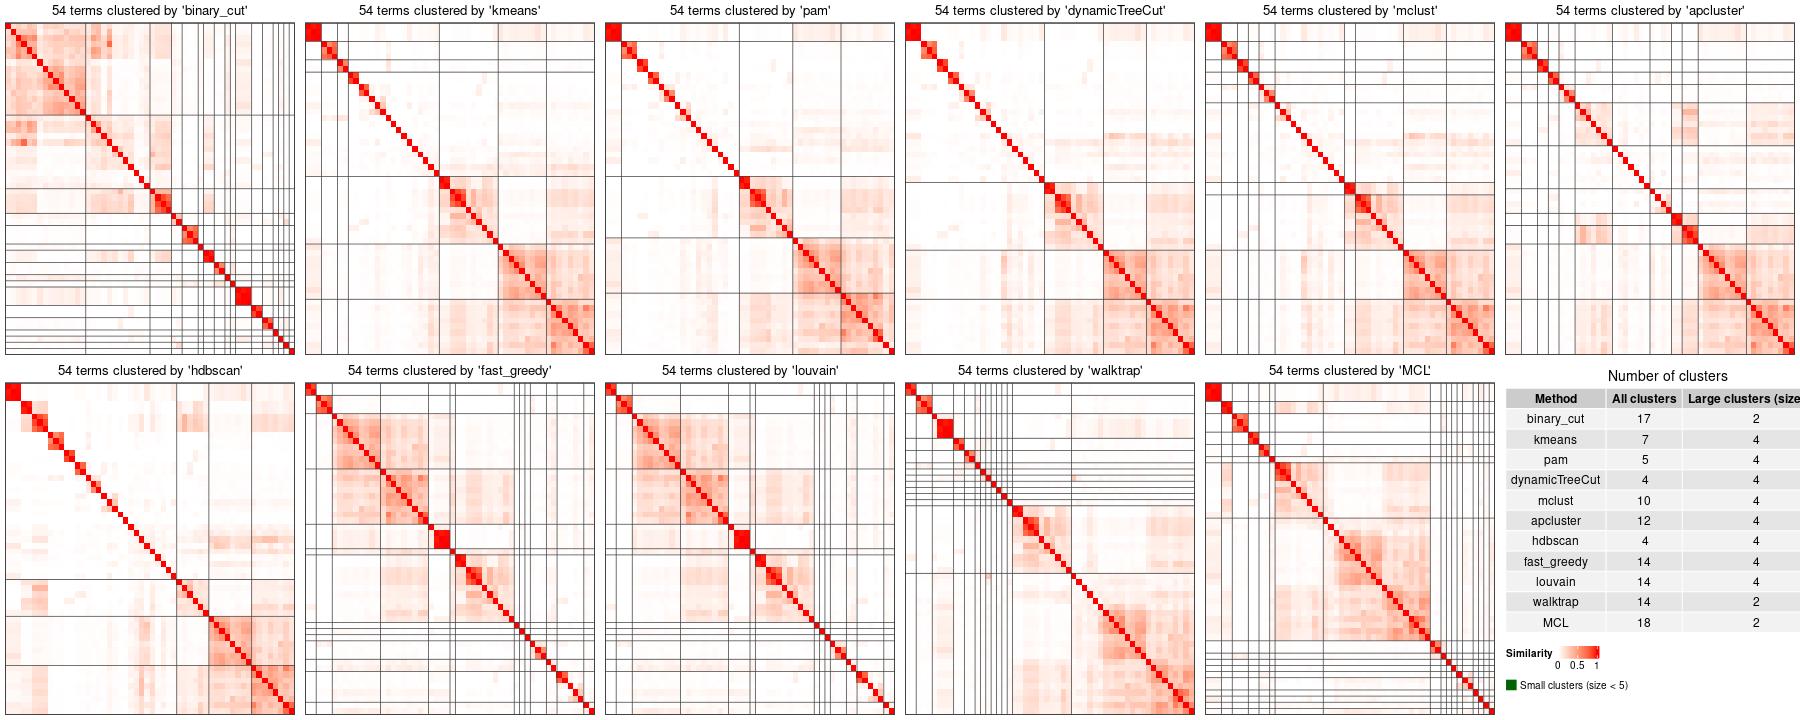 54 terms clustered by 'binary_cut'
54 terms clustered by 'kmeans'
54 terms clustered by 'pam'
54 terms clustered by 'dynamicTreeCut'
54 terms clustered by 'mclust'
54 terms clustered by 'apcluster'
54 terms clustered by 'hdbscan'
54 terms clustered by 'fast_greedy'
54 terms clustered by 'louvain'
54 terms clustered by 'walktrap'
54 terms clustered by 'MCL'
Number of clusters
Method All clusters Large clusters (size
binary_cut 17 2
kmeans 7 4
pam 5 4
dynamicTreeCut 4 4
mclust 10 4
apcluster 12 4
hdbscan 4 4
fast_greedy 14 4
louvain 14 4
walktrap 14 2
MCL 18 2
Similarity
0 0.5 1
Small clusters (size < 5)